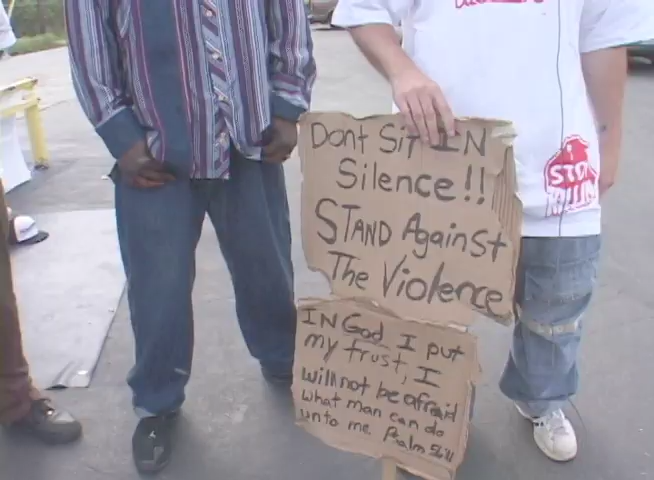 Dont Sit IN
Silence!!
STAND Against
The Violence
IN God I put
my trust, I
will not be afraid
what man can do
unto me Psalm 56:11
STOP